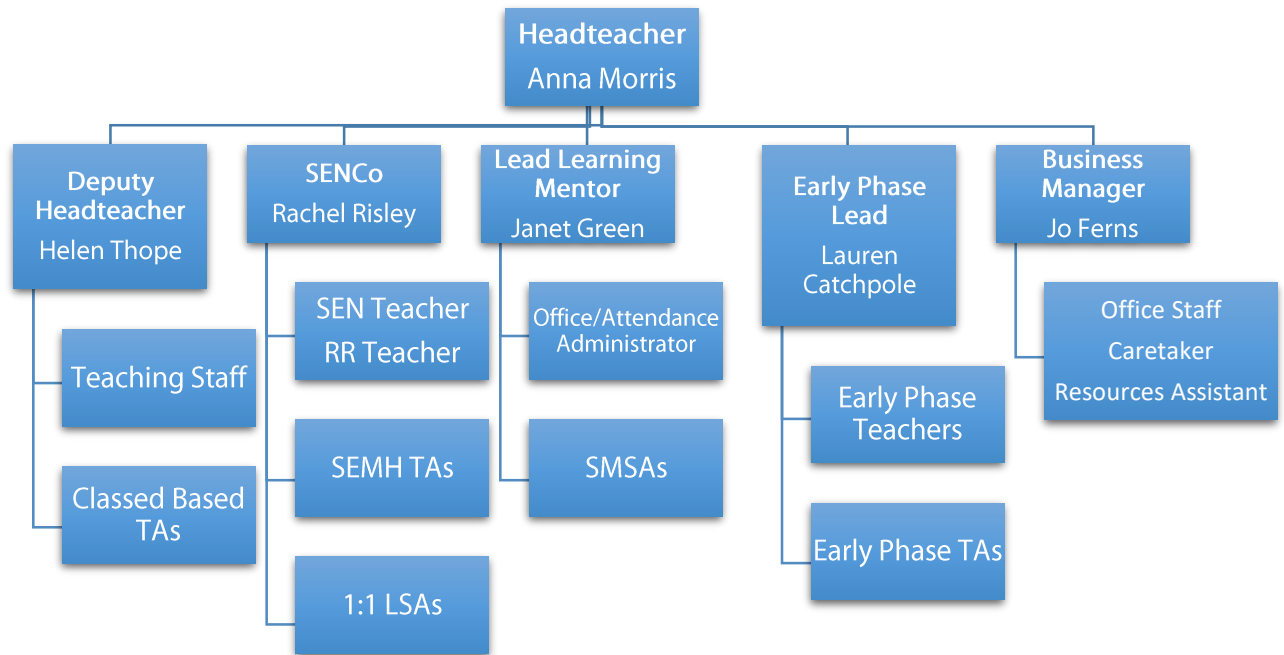 Headteacher
Anna Morris
Deputy
Headteacher
Helen Thope
Teaching Staff
Classed Based
TAs
SENCo
Rachel Risley
SEN Teacher
RR Teacher
SEMH TAs
1:1 LSAs
Lead Learning
Mentor
Janet Green
Office/Attendance
Administrator
SMSAs
Early Phase
Lead
Lauren
Catchpole
Early Phase
Teachers
Early Phase TAs
Business
Manager
Jo Ferns
Office Staff
Caretaker
Resources Assistant